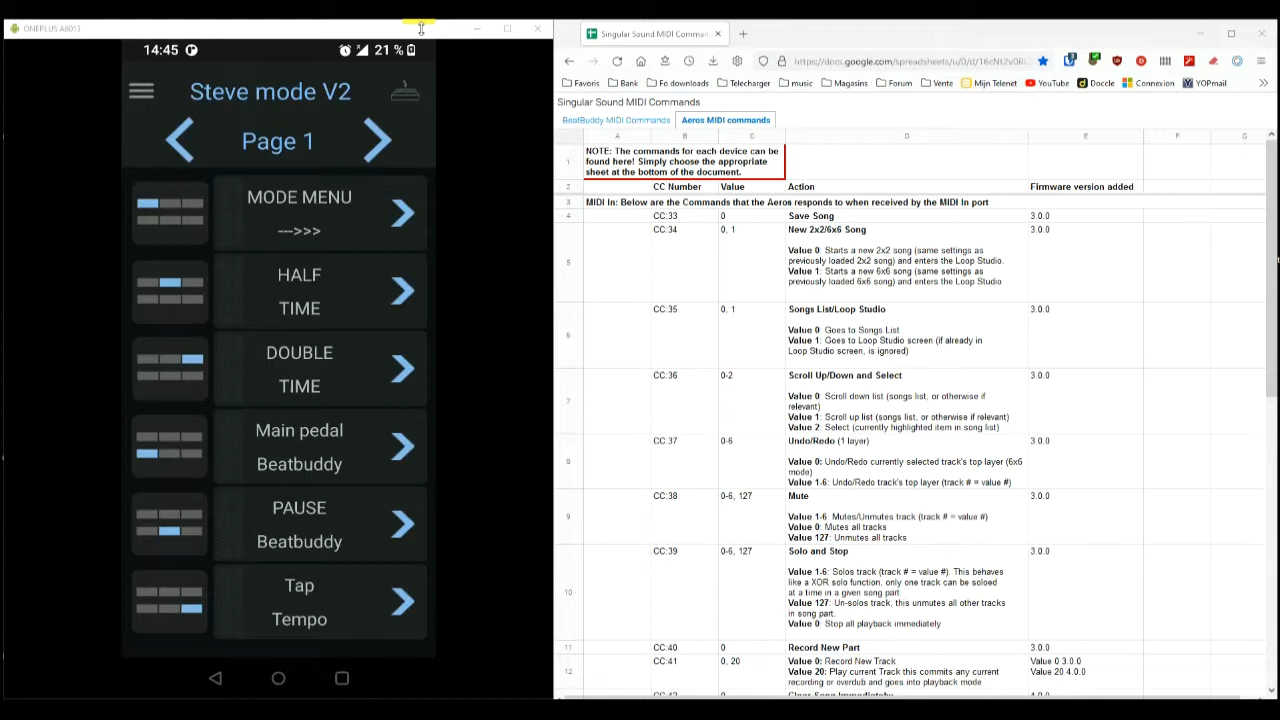 ONEPLUS A6013
14:45
21 %
Steve mode V2
Page 1
MODE MENU
--->>>
HALF
TIME
DOUBLE
TIME
Main pedal
Beatbuddy
PAUSE
Beatbuddy
Tap
Tempo
Singular Sound MIDI Comman
https://docs.google.com/spreadsheets/u/0/d/16cNt2v0R
Favoris Bank Fo downloads Telecharger music Magasins Forum Vente Mijn Telenet YouTube Doccle Connexion YOPmail
Singular Sound MIDI Commands
BeatBuddy MIDI Commands Aeros MIDI commands
A B C D E F G
1 NOTE: The commands for each device can be
found here! Simply choose the appropriate
sheet at the bottom of the document.
2 CC Number Value Action Firmware version added
3 MIDI In: Below are the Commands that the Aeros responds to when received by the MIDI In port
4 CC:33 0 Save Song 3.0.0
CC:34 0, 1 New 2x2/6x6 Song 3.0.0
Value 0: Starts a new 2x2 song (same settings as
5 previously loaded 2x2 song) and enters the Loop Studio.
Value 1: Starts a new 6x6 song (same settings as
previously loaded 6x6 song) and enters the Loop Studio
CC:35 0, 1 Songs List/Loop Studio 3.0.0
Value 0: Goes to Songs List
6 Value 1: Goes to Loop Studio screen (if already in
Loop Studio screen, is ignored)
CC:36 0-2 Scroll Up/Down and Select 3.0.0
Value 0: Scroll down list (songs list, or otherwise if
7 relevant)
Value 1: Scroll up list (songs list, or otherwise if relevant)
Value 2: Select (currently highlighted item in song list)
CC:37 0-6 Undo/Redo (1 layer) 3.0.0
8 Value 0: Undo/Redo currently selected track's top layer (6x6
mode)
Value 1-6: Undo/Redo track's top layer (track # = value #)
CC:38 0-6, 127 Mute 3.0.0
9 Value 1-6: Mutes/Unmutes track (track # = value #)
Value 0: Mutes all tracks
Value 127: Unmutes all tracks
CC:39 0-6, 127 Solo and Stop 3.0.0
Value 1-6: Solos track (track # = value #). This behaves
like a XOR solo function, only one track can be soloed
10 at a time in a given song part.
Value 127: Un-solos track, this unmutes all other tracks
in song part.
Value 0: Stop all playback immediately
11 CC:40 0 Record New Part 3.0.0
CC:41 0, 20 Value 0: Record New Track Value 0 3.0.0
12 Value 20: Play current Track this commits any current Value 20 4.0.0
recording or overdub and goes into playback mode